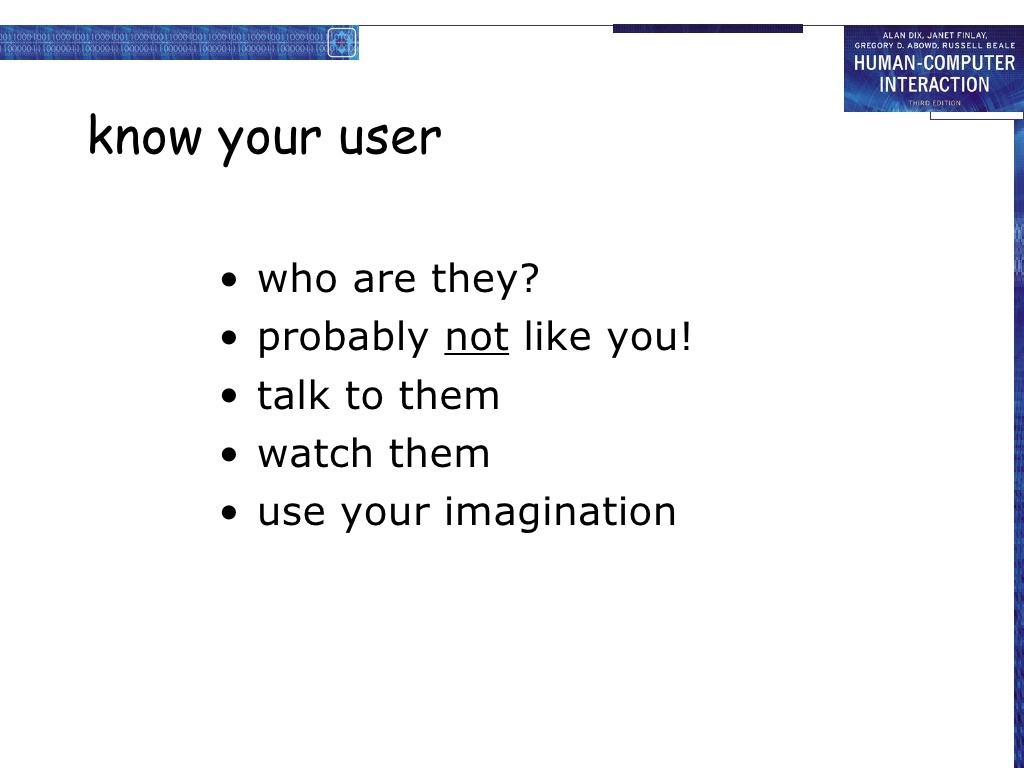 ALAN DIX, JANET FINLAY,
GREGORY D. ABOWD, RUSSELL BEALE
HUMAN-COMPUTER
INTERACTION
THIRD EDITION
know your user
• who are they?
• probably not like you!
• talk to them
• watch them
• use your imagination